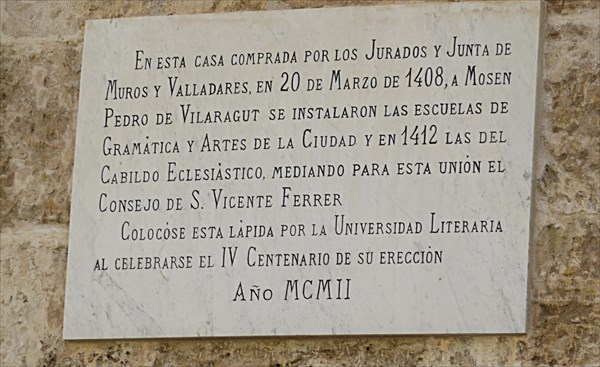 En esta casa comprada por los Jurados y Junta de
Muros y Valladares, en 20 de Marzo de 1408, a Mosen
Pedro de Vilaragut se instalaron las escuelas de
Gramática y Artes de la Ciudad y en 1412 las del
Cabildo Eclesiástico, mediando para esta unión el
Consejo de S. Vicente Ferrer
Colocóse esta lápida por la Universidad Literaria
al celebrarse el IV Centenario de su erección
Año MCMII